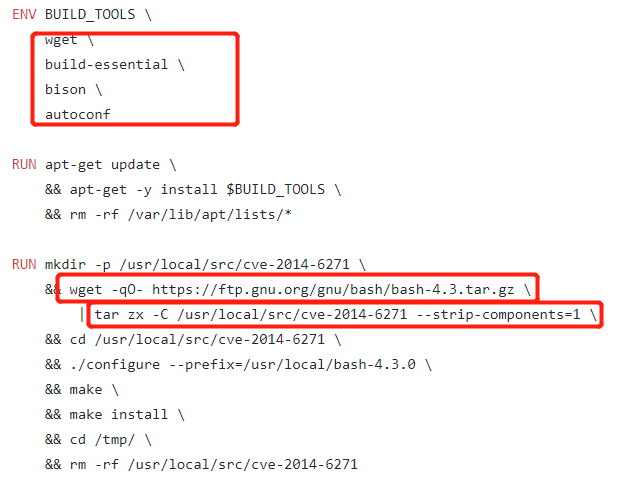 ENV BUILD_TOOLS \
    wget \
    build-essential \
    bison \
    autoconf
RUN apt-get update \
    && apt-get -y install $BUILD_TOOLS \
    && rm -rf /var/lib/apt/lists/*
RUN mkdir -p /usr/local/src/cve-2014-6271 \
    && wget -qO- https://ftp.gnu.org/gnu/bash/bash-4.3.tar.gz \
        | tar zx -C /usr/local/src/cve-2014-6271 --strip-components=1 \
    && cd /usr/local/src/cve-2014-6271 \
    && ./configure --prefix=/usr/local/bash-4.3.0 \
    && make \
    && make install \
    && cd /tmp/ \
    && rm -rf /usr/local/src/cve-2014-6271